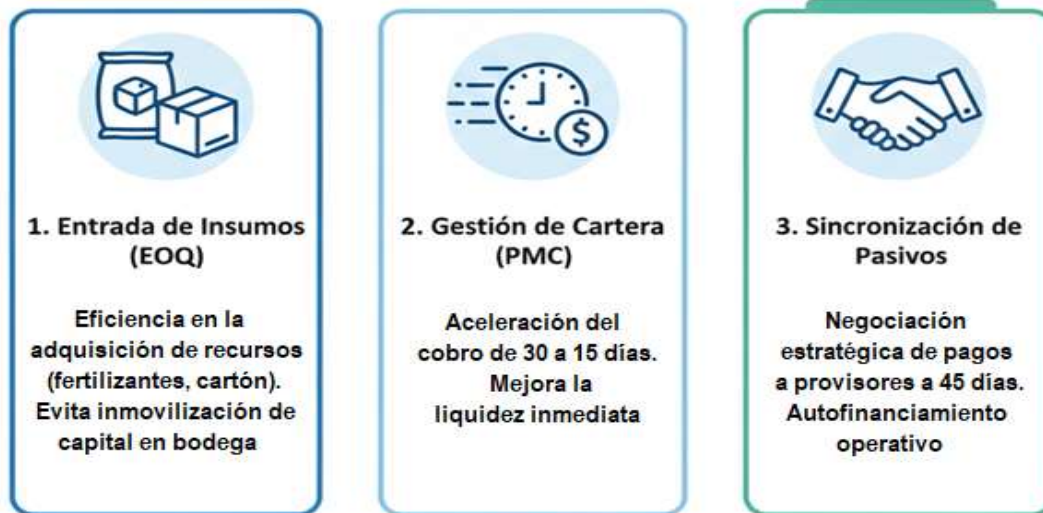 1. Entrada de Insumos
(EOQ)
Eficiencia en la
adquisición de recursos
(fertilizantes, cartón).
Evita inmovilización de
capital en bodega
$
2. Gestión de Cartera
(PMC)
Aceleración del
cobro de 30 a 15 días.
Mejora la
liquidez inmediata
3. Sincronización de
Pasivos
Negociación
estratégica de pagos
a provisores a 45 días.
Autofinanciamiento
operativo